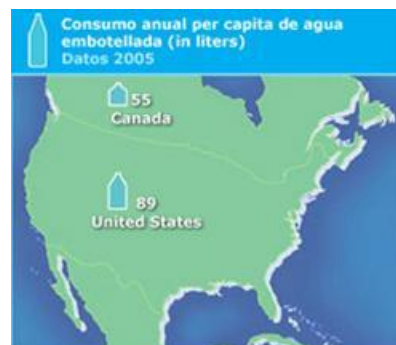 Consumo anual per capita de agua
embotellada (in liters)
Datos 2005
55
Canada
89
United States